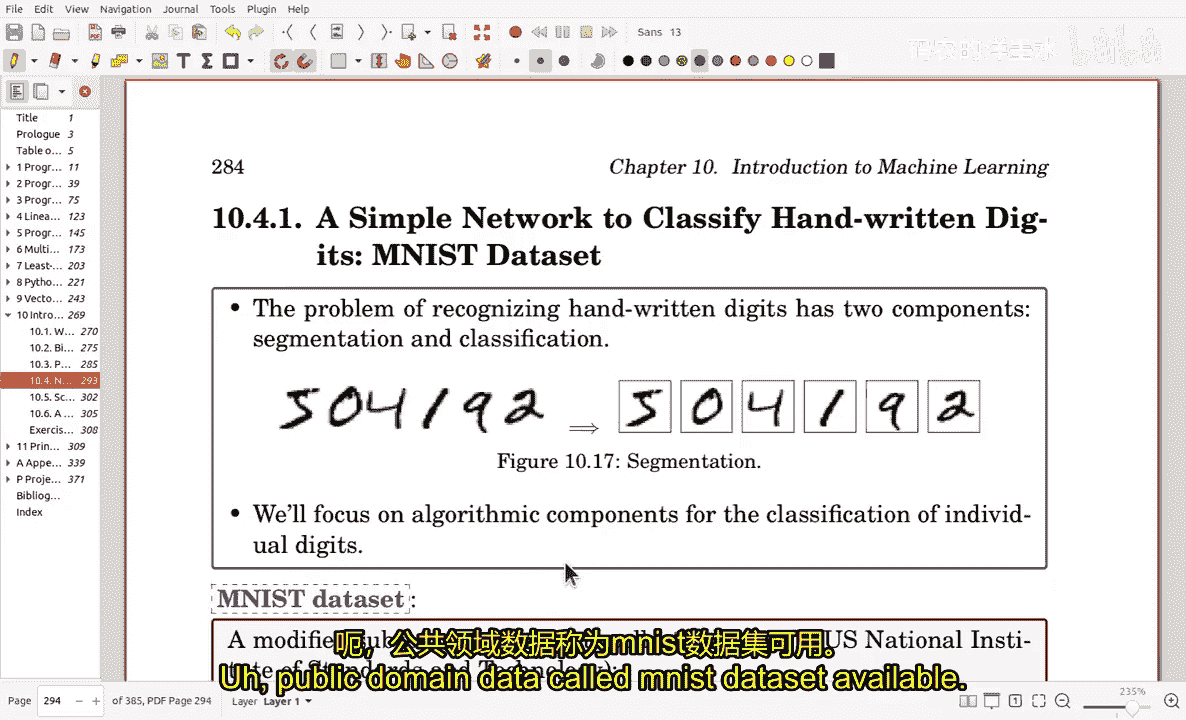 File Edit View Navigation Journal Tools Plugin Help
Sans 13
Title 1
Prologue 3
Table o... 5
1 Progr... 11
2 Progr... 39
3 Progr... 75
4 Linea... 123
5 Progr... 145
6 Multi... 173
7 Least-... 203
8 Pytho... 221
9 Vecto... 243
10 Intro... 269
10.1. W... 270
10.2. Bi... 275
10.3. P... 285
10.4. N... 293
10.5. Sc... 302
10.6. A ... 305
Exercis... 308
11 Prin... 309
A Appe... 339
P Proje... 371
Bibliog...
Index
284 Chapter 10. Introduction to Machine Learning
10.4.1. A Simple Network to Classify Hand-written Dig-
its: MNIST Dataset
• The problem of recognizing hand-written digits has two components:
segmentation and classification.
504192 ⟹ 5 0 4 1 9 2
Figure 10.17: Segmentation.
• We'll focus on algorithmic components for the classification of individ-
ual digits.
MNIST dataset:
A modified US National Insti-
呃，公共领域数据称为mnist数据集可用。
Uh, public domain data called mnist dataset available.
Page 294 of 385, PDF Page 294 Layer Layer 1 235%